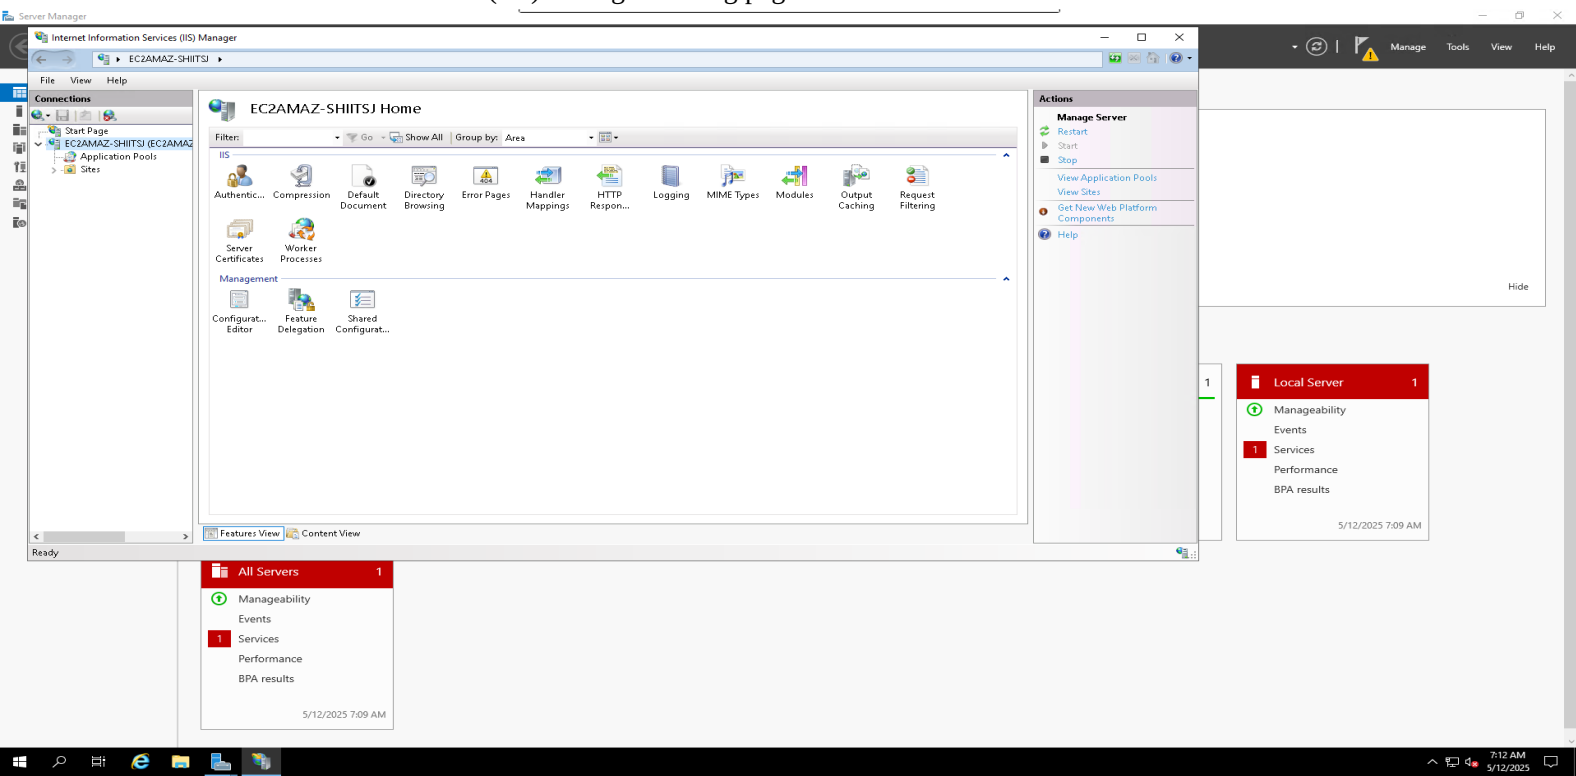 Server Manager
Internet Information Services (IIS) Manager
EC2AMAZ-SHIITSJ
File View Help
Manage Tools View Help
Connections
Start Page
EC2AMAZ-SHIITSJ (EC2AMAZ
Application Pools
Sites
EC2AMAZ-SHIITSJ Home
Filter: Go Show All Group by: Area
IIS
Authentic... Compression Default Document Directory Browsing Error Pages Handler Mappings HTTP Respon... Logging MIME Types Modules Output Caching Request Filtering
Server Certificates Worker Processes
Management
Configurat... Editor Feature Delegation Shared Configurat...
Features View Content View
Ready
Actions
Manage Server
Restart
Start
Stop
View Application Pools
View Sites
Get New Web Platform
Components
Help
Hide
1
Local Server 1
Manageability
Events
1 Services
Performance
BPA results
5/12/2025 7:09 AM
All Servers 1
Manageability
Events
1 Services
Performance
BPA results
5/12/2025 7:09 AM
7:12 AM
5/12/2025